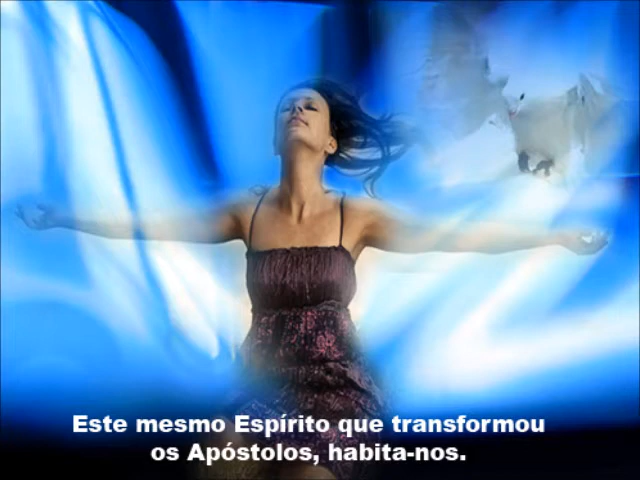 Este mesmo Espírito que transformou
os Apóstolos, habita-nos.